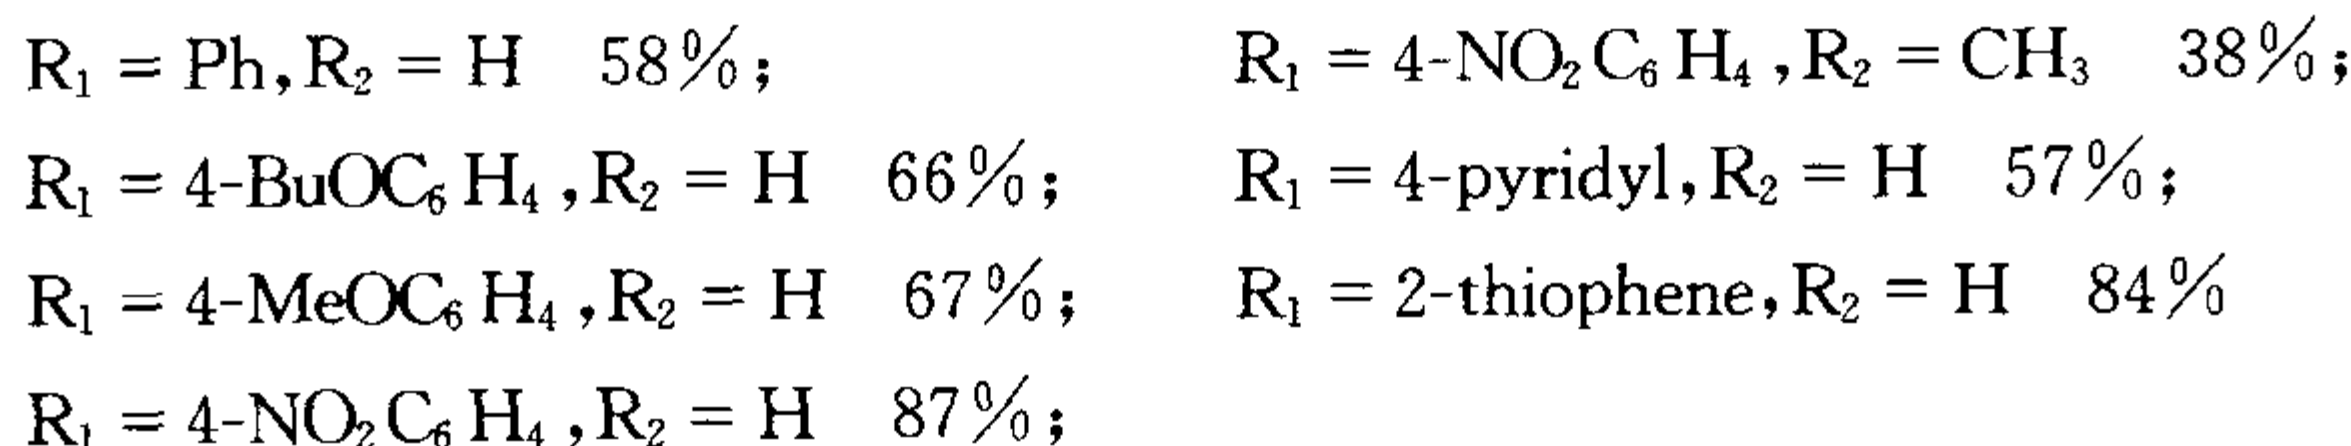 R₁ = Ph, R₂ = H 58%;
R₁ = 4-NO₂C₆H₄, R₂ = CH₃ 38%;
R₁ = 4-BuOC₆H₄, R₂ = H 66%;
R₁ = 4-pyridyl, R₂ = H 57%;
R₁ = 4-MeOC₆H₄, R₂ = H 67%;
R₁ = 2-thiophene, R₂ = H 84%
R₁ = 4-NO₂C₆H₄, R₂ = H 87%;